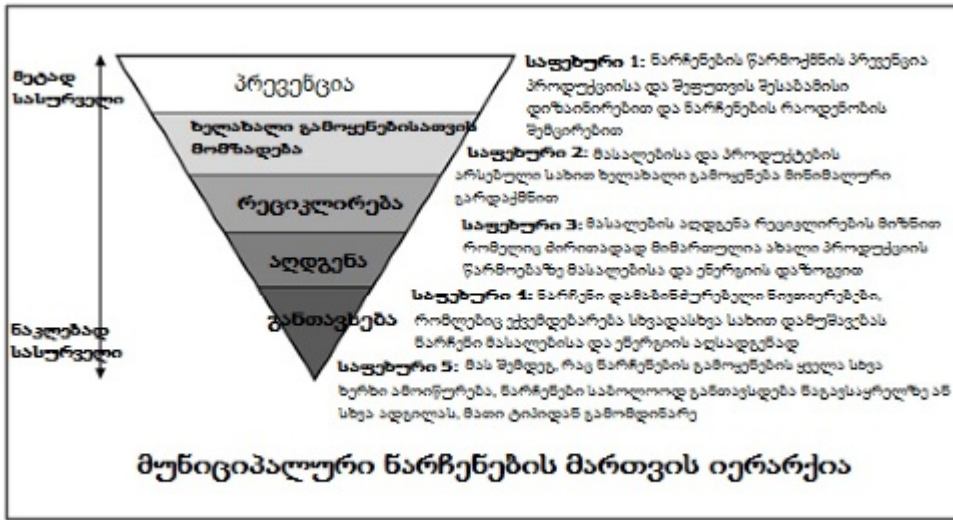 მეტად
სასურველი
ნაკლებად
სასურველი
პრევენცია
ხელახალი გამოყენებისათვის
მომზადება
რეციკლირება
აღდგენა
განთავსება
საფეხური 1: ნარჩენების წარმოქმნის პრევენცია
პროდუქციისა და შეფუთვის შესაბამისი
დიზაინირებით და ნარჩენების რაოდენობის
შემცირებით
საფეხური 2: მასალებისა და პროდუქტების
არსებული სახით ხელახალი გამოყენება მინიმალური
გარდაქმნით
საფეხური 3: მასალების აღდგენა რეციკლირების მიზნით
რომელიც ძირითადად მიმართულია ახალი პროდუქციის
წარმოებაზე მასალებისა და ენერგიის დაზოგვით
საფეხური 4: ნარჩენი დამაბინძურებელი ნივთიერებები,
რომლებიც ექვემდებარება სხვადასხვა სახით დამუშავებას
ნარჩენი მასალებისა და ენერგიის აღსადგენად
საფეხური 5: მას შემდეგ, რაც ნარჩენების გამოყენების ყველა სხვა
ხერხი ამოიწურება, ნარჩენები საბოლოოდ განთავსდება ნაგავსაყრელზე ან
სხვა ადგილას, მათი ტიპიდან გამომდინარე
მუნიციპალური ნარჩენების მართვის იერარქია